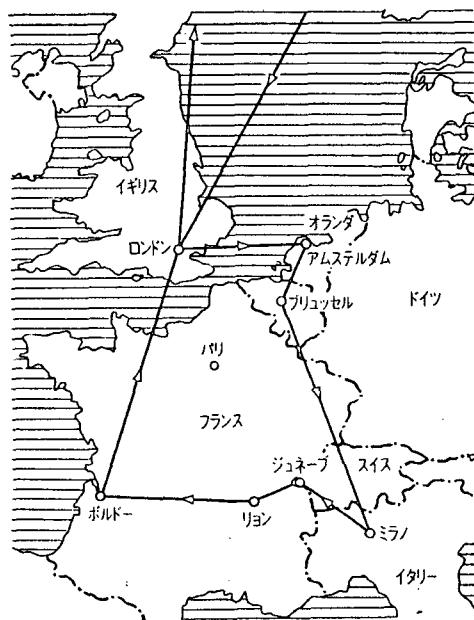 イギリス
ロンドン
オランダ
アムステルダム
ブリュッセル
ドイツ
パリ
フランス
ジュネーブ
スイス
ボルドー
リョン
ミラノ
イタリー